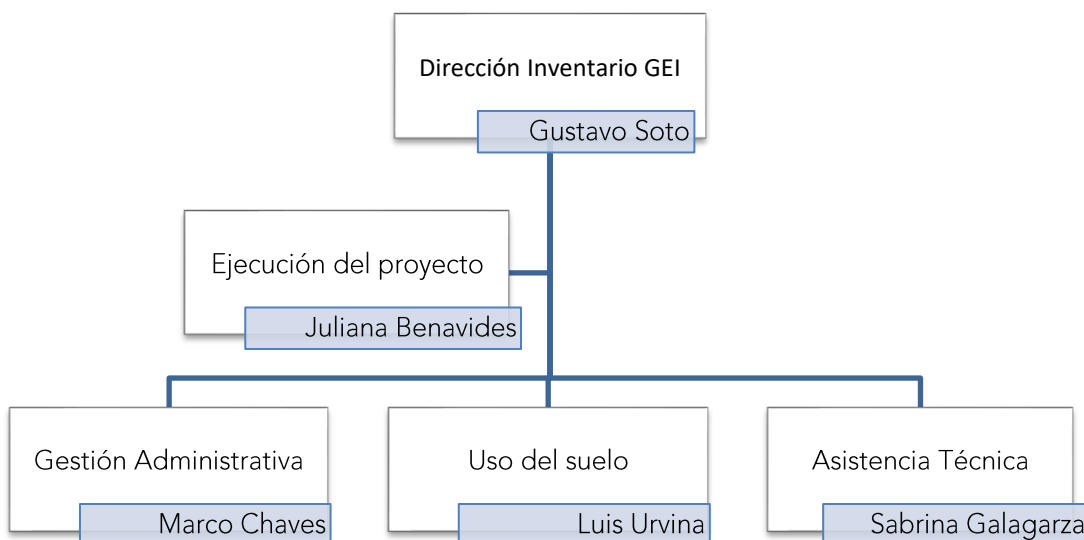 Dirección Inventario GEI
Gustavo Soto
Ejecución del proyecto
Juliana Benavides
Gestión Administrativa
Marco Chaves
Uso del suelo
Luis Urvina
Asistencia Técnica
Sabrina Galagarza